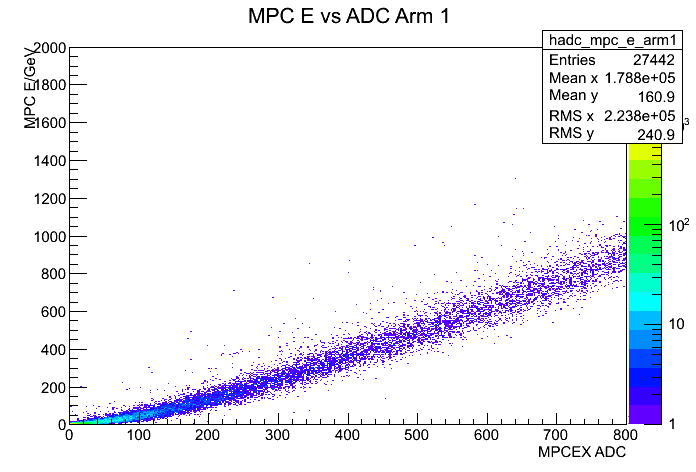 MPC E vs ADC Arm 1
hadc_mpc_e_arm1
Entries 27442
Mean x 1.788e+05
Mean y 160.9
RMS x 2.238e+05
RMS y 240.9
MPC E/GeV
2000
1800
1600
1400
1200
1000
800
600
400
200
0
0 100 200 300 400 500 600 700 800
MPCEX ADC
3
10²
10
1